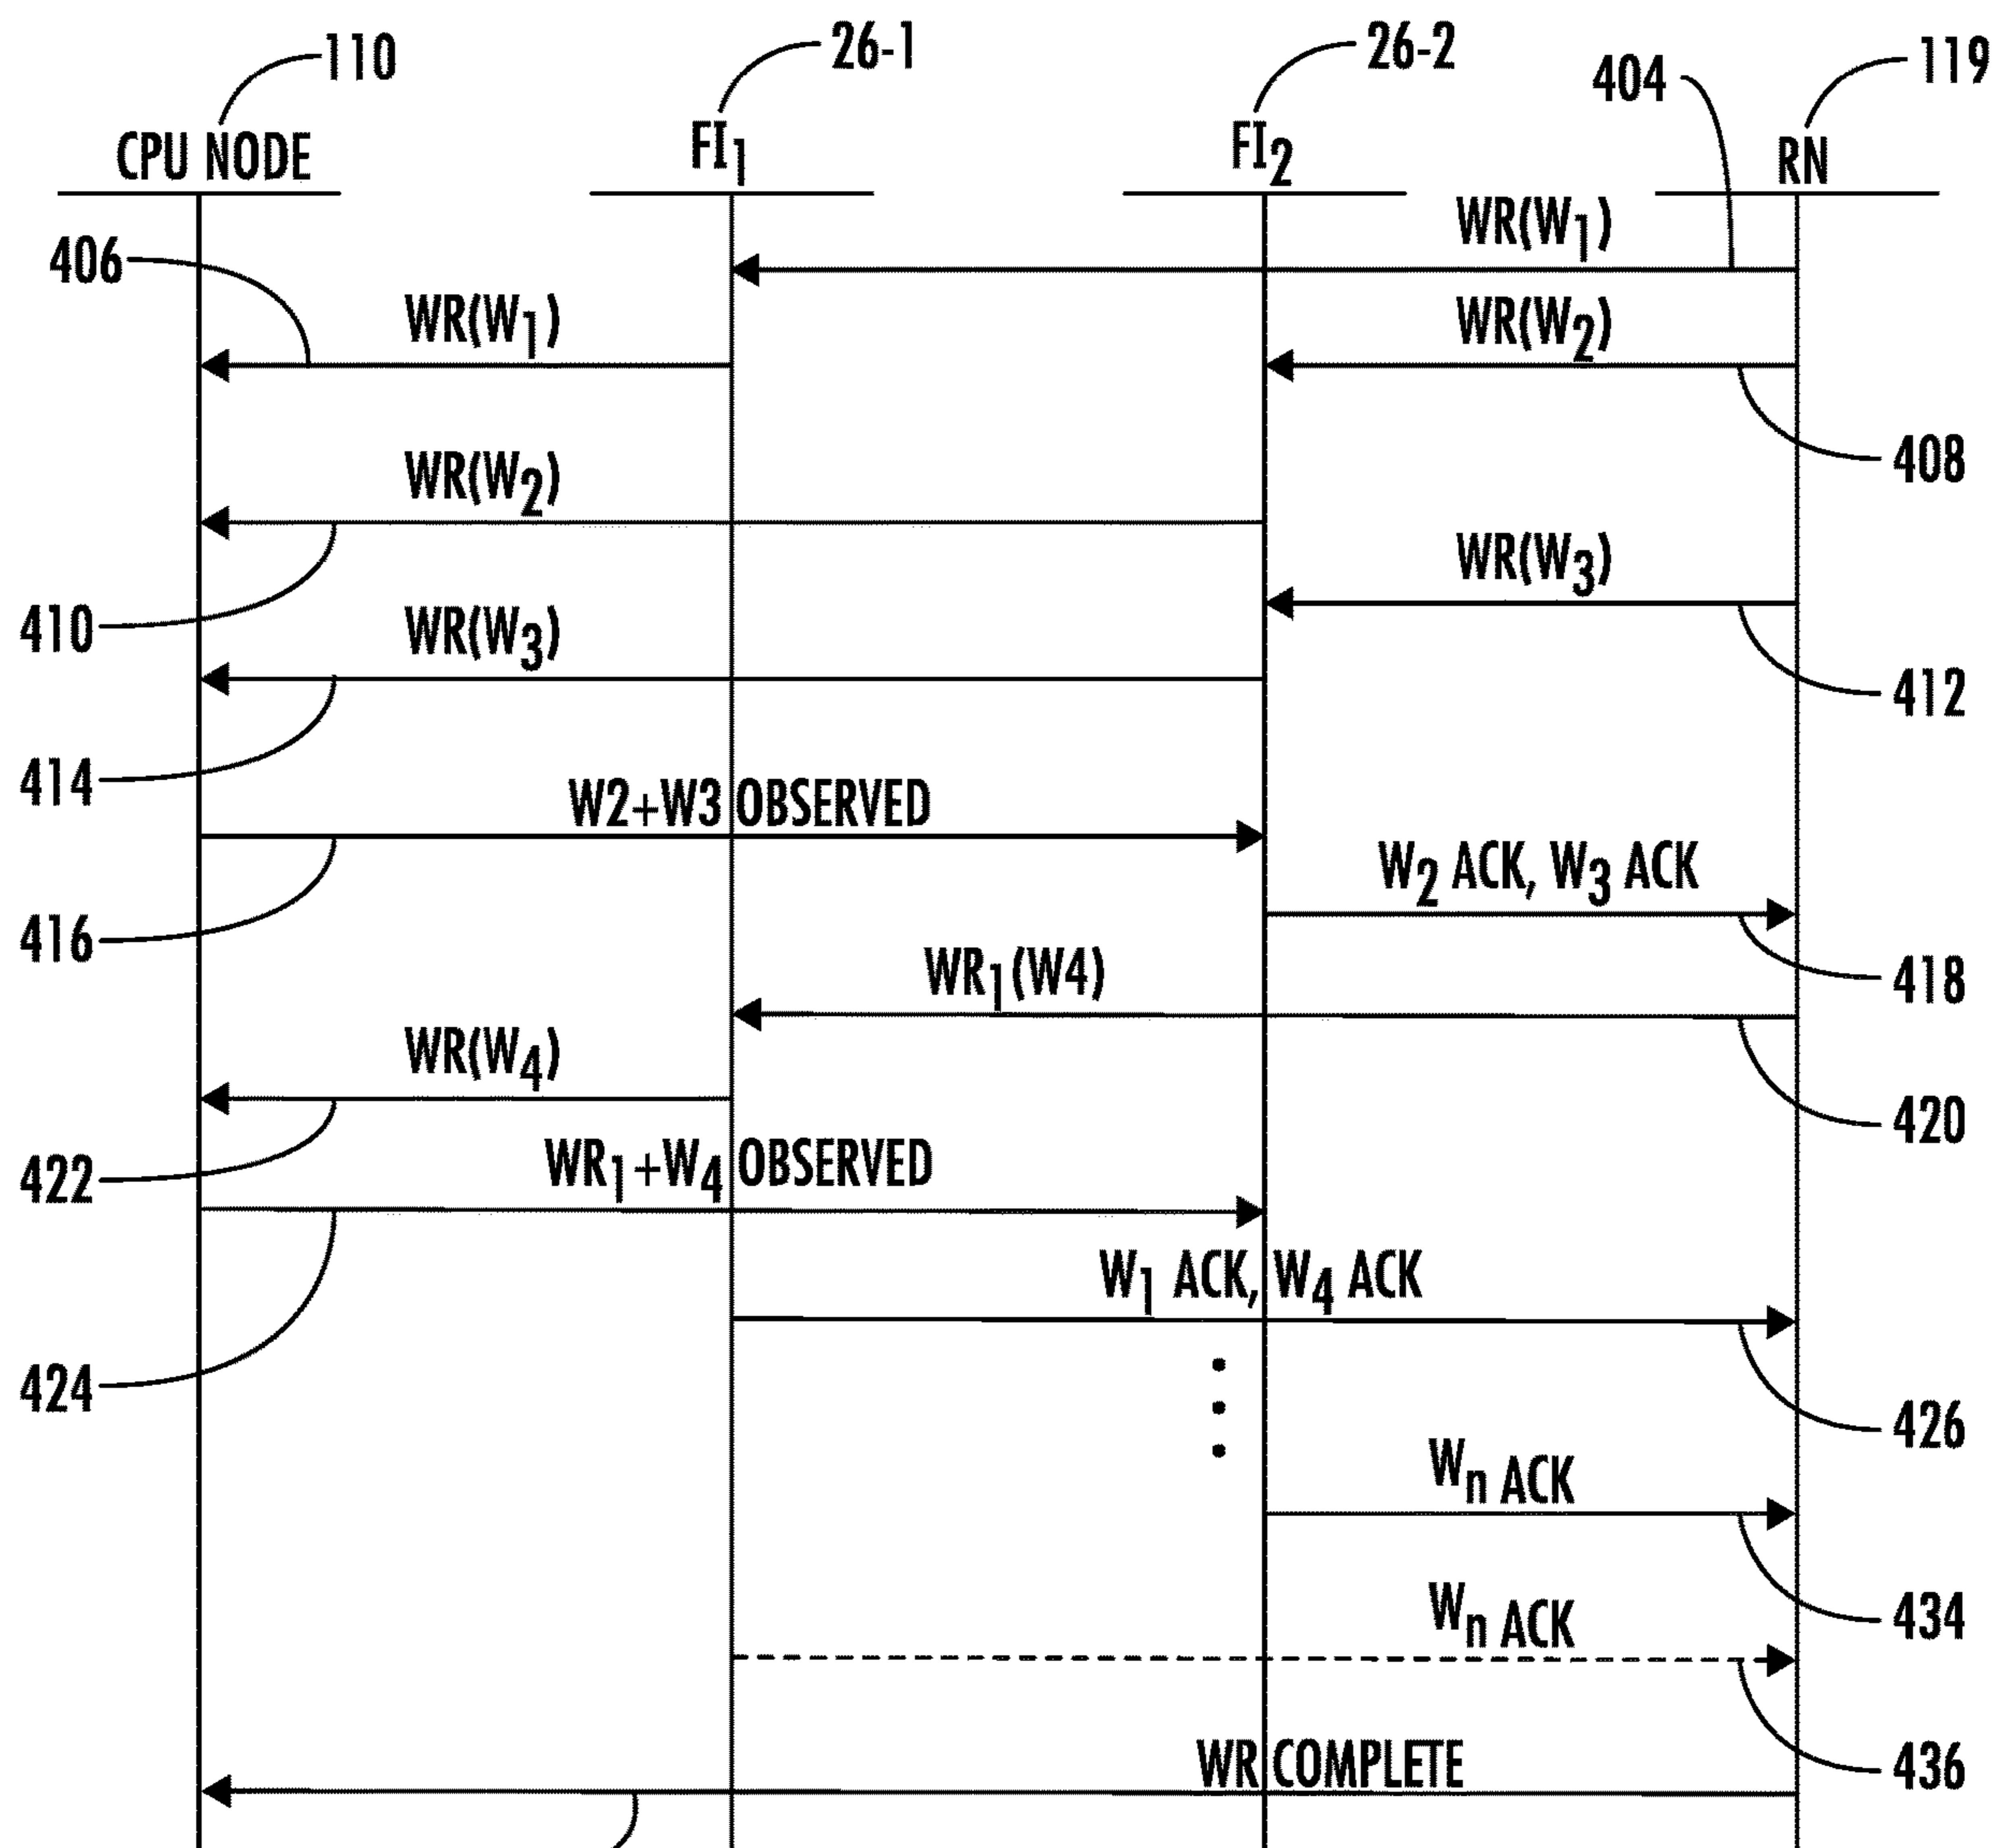 110
26-1
26-2
404
119
CPU NODE
FI1
FI2
RN
WR(W1)
406
WR(W1)
WR(W2)
408
WR(W2)
WR(W3)
410
WR(W3)
412
414
W2+W3 OBSERVED
W2 ACK, W3 ACK
416
WR1(W4)
418
WR(W4)
420
422
WR1+W4 OBSERVED
W1 ACK, W4 ACK
424
426
Wn ACK
434
Wn ACK
WR COMPLETE
436